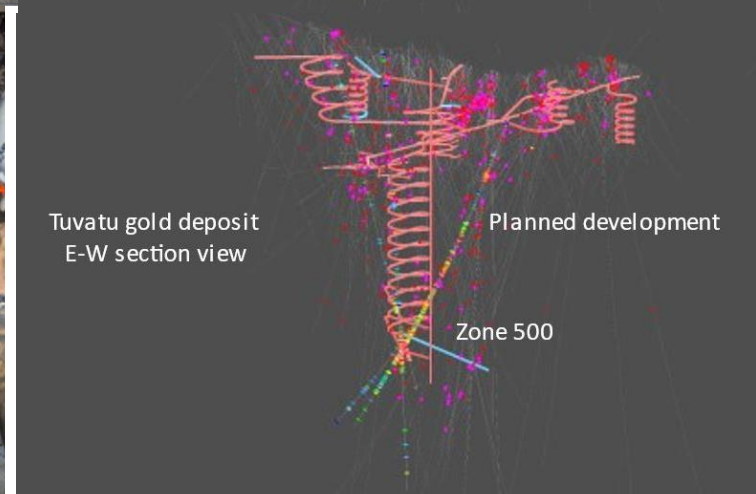 Tuvatu gold deposit
E-W section view
Planned development
Zone 500